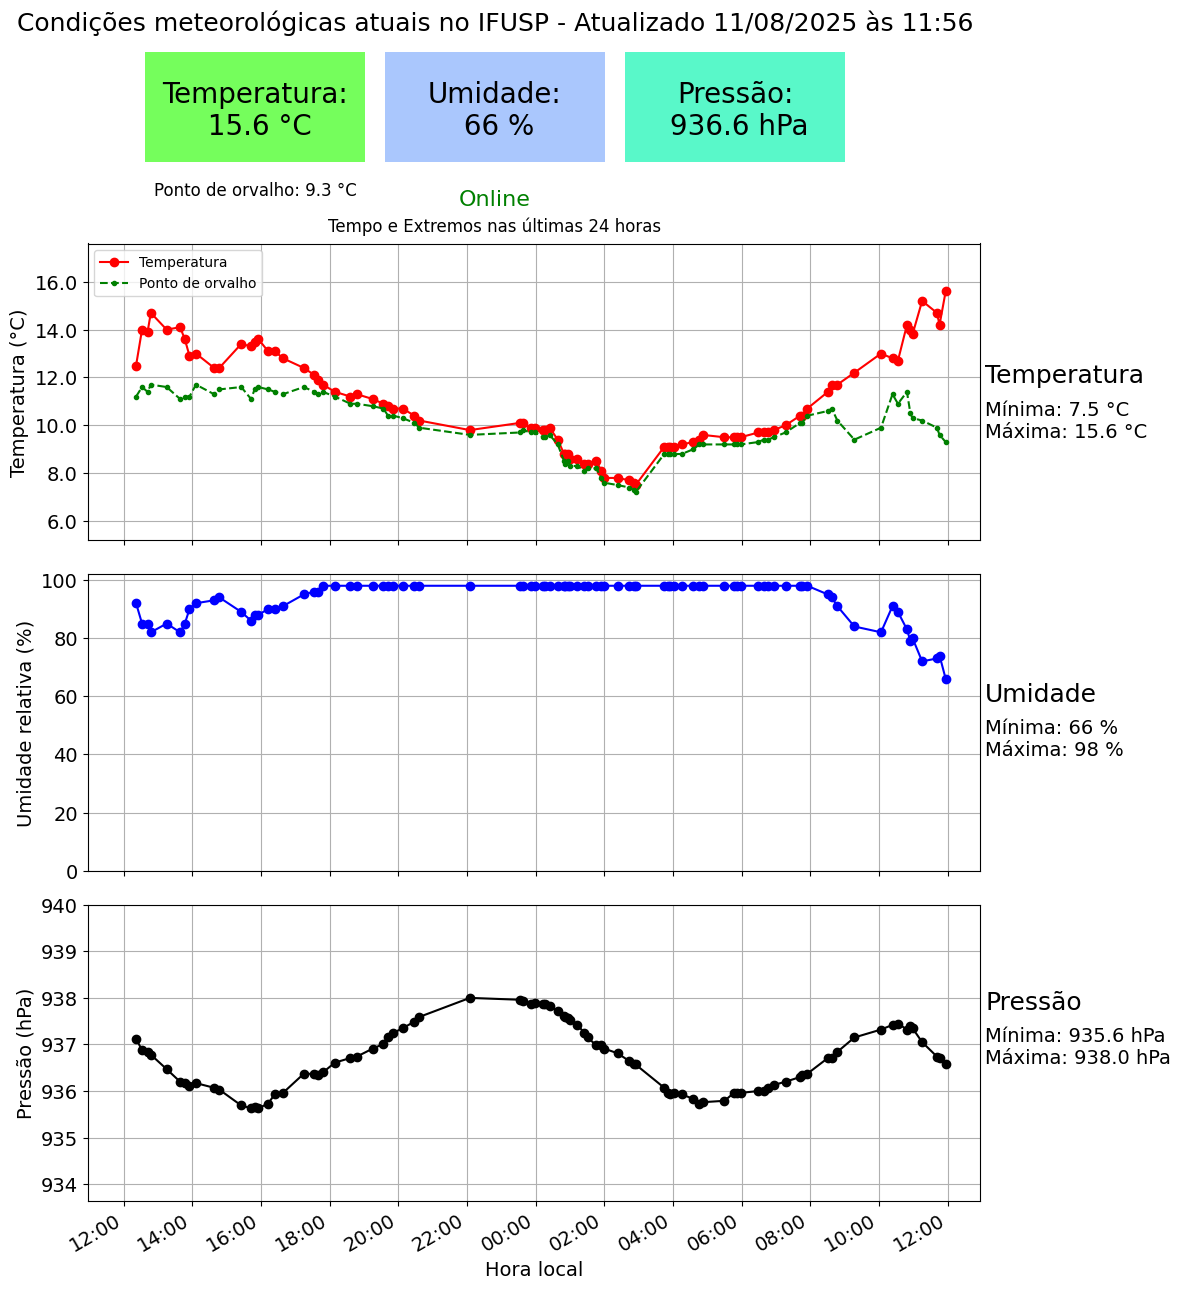 Condições meteorológicas atuais no IFUSP - Atualizado 11/08/2025 às 11:56
Temperatura:
15.6 °C
Umidade:
66 %
Pressão:
936.6 hPa
Ponto de orvalho: 9.3 °C
Online
Tempo e Extremos nas últimas 24 horas
Temperatura
Ponto de orvalho
Temperatura (°C)
16.0
14.0
12.0
10.0
8.0
6.0
Temperatura
Mínima: 7.5 °C
Máxima: 15.6 °C
Umidade relativa (%)
100
80
60
40
20
0
Umidade
Mínima: 66 %
Máxima: 98 %
Pressão (hPa)
940
939
938
937
936
935
934
Pressão
Mínima: 935.6 hPa
Máxima: 938.0 hPa
12:00
14:00
16:00
18:00
20:00
22:00
00:00
02:00
04:00
06:00
08:00
10:00
12:00
Hora local